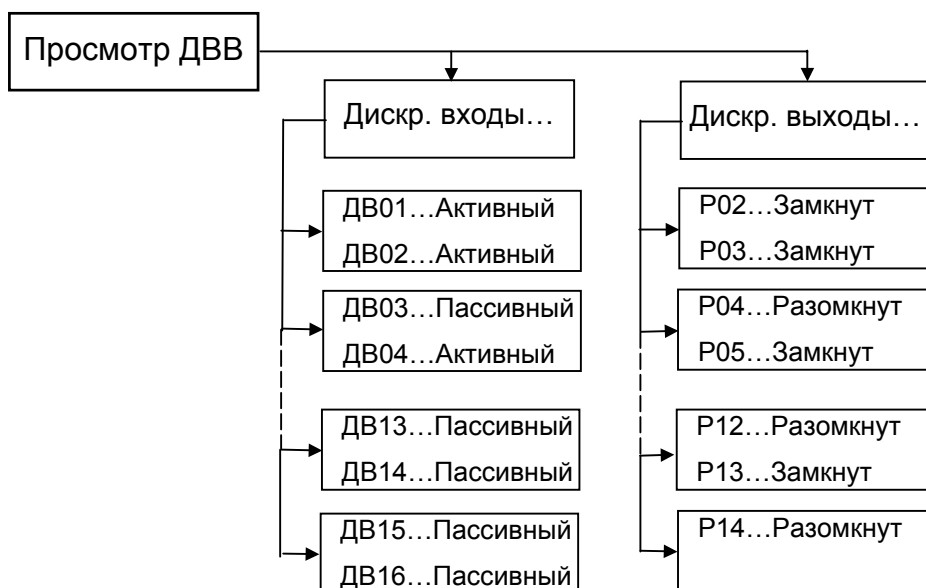 Просмотр ДВВ
Дискр. входы…
ДВ01…Активный
ДВ02…Активный
ДВ03…Пассивный
ДВ04…Активный
ДВ13…Пассивный
ДВ14…Пассивный
ДВ15…Пассивный
ДВ16…Пассивный
Дискр. выходы…
Р02…Замкнут
Р03…Замкнут
Р04…Разомкнут
Р05…Замкнут
Р12…Разомкнут
Р13…Замкнут
Р14…Разомкнут